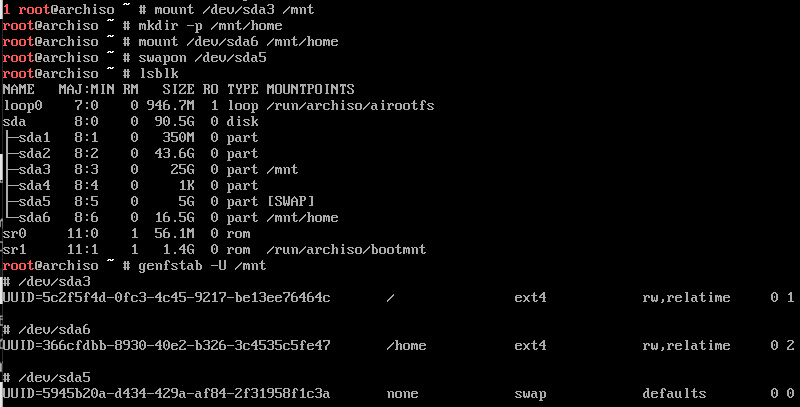 1 root@archiso ~ # mount /dev/sda3 /mnt
root@archiso ~ # mkdir -p /mnt/home
root@archiso ~ # mount /dev/sda6 /mnt/home
root@archiso ~ # swapon /dev/sda5
root@archiso ~ # lsblk
NAME   MAJ:MIN RM   SIZE RO TYPE MOUNTPOINTS
loop0    7:0    0 946.7M  1 loop /run/archiso/airootfs
sda      8:0    0  90.5G  0 disk
├─sda1   8:1    0   350M  0 part
├─sda2   8:2    0  43.6G  0 part
├─sda3   8:3    0    25G  0 part /mnt
├─sda4   8:4    0     1K  0 part
├─sda5   8:5    0     5G  0 part [SWAP]
└─sda6   8:6    0  16.5G  0 part /mnt/home
sr0     11:0    1  56.1M  0 rom
sr1     11:1    1   1.4G  0 rom  /run/archiso/bootmnt
root@archiso ~ # genfstab -U /mnt
# /dev/sda3
UUID=5c2f5f4d-0fc3-4c45-9217-be13ee76464c	/	ext4	rw,relatime	0 1
# /dev/sda6
UUID=366cfdbb-8930-40e2-b326-3c4535c5fe47	/home	ext4	rw,relatime	0 2
# /dev/sda5
UUID=5945b20a-d434-429a-af84-2f31958f1c3a	none	swap	defaults	0 0